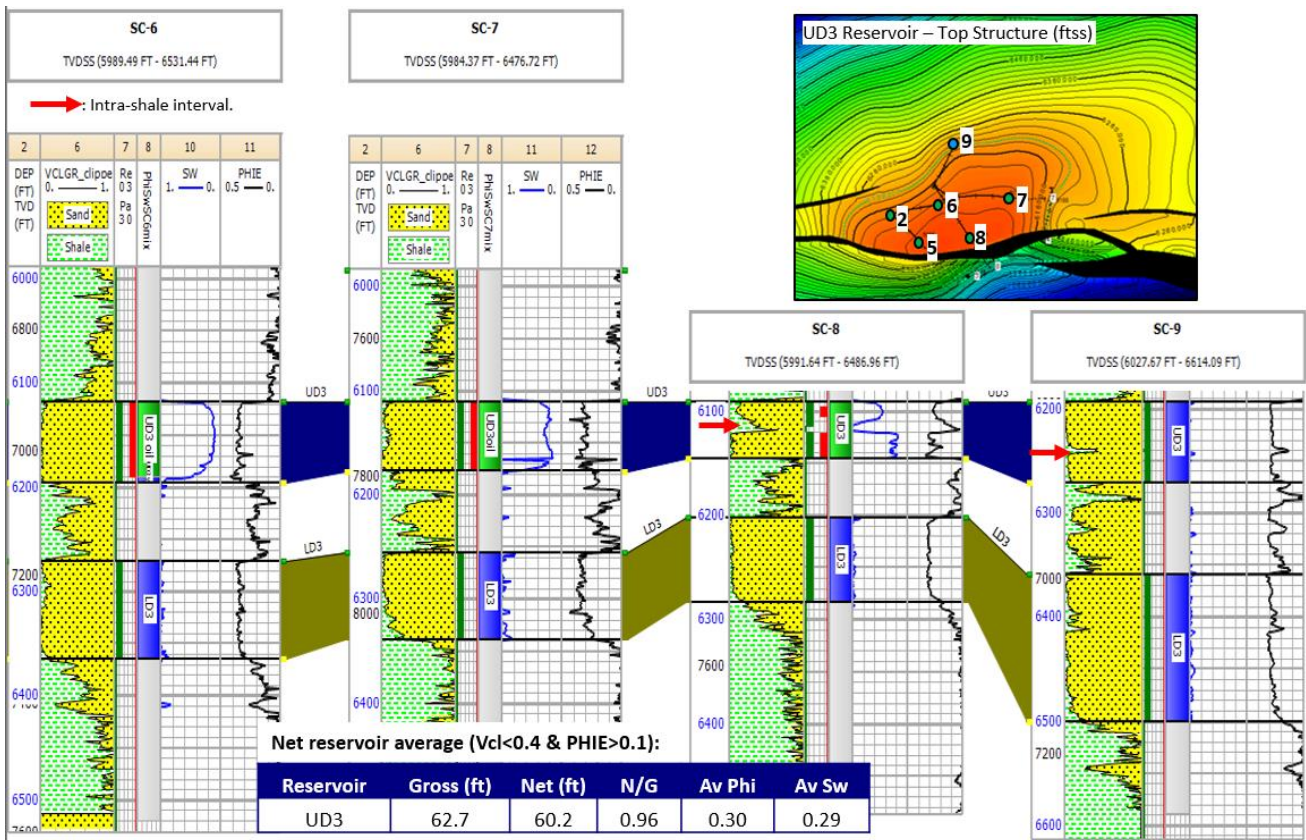 SC-6
TVDSS (5989.49 FT - 6531.44 FT)
: Intra-shale interval.
SC-7
TVDSS (5984.37 FT - 6476.72 FT)
UD3 Reservoir – Top Structure (ftss)
9
7
6
2
5
8
2 6 7 8 10 11
DEP (FT) TVD (FT)
VCLGR_clippe
0. 1.
Sand
Shale
Re 0 3
Pa 3 0
PhiSwSC6mix
SW
1. 0.
PHIE
0.5 0.
6000
6800
6100
7000
6200
7200
6300
6400
6500
UD3 oil
LD3
UD3
LD3
2 6 7 8 11 12
DEP (FT) TVD (FT)
VCLGR_clippe
0. 1.
Sand
Shale
Re 0 3
Pa 3 0
PhiSwSC7mix
SW
1. 0.
PHIE
0.5 0.
6000
7600
6100
7800
6200
6300
8000
6400
UD3oil
LD3
UD3
LD3
SC-8
TVDSS (5991.64 FT - 6486.96 FT)
6100
6200
6300
7600
6400
UD3
LD3
UD3
LD3
SC-9
TVDSS (6027.67 FT - 6614.09 FT)
6200
6300
7000
6400
6500
7200
6600
UD3
LD3
Net reservoir average (Vcl<0.4 & PHIE>0.1):
Reservoir Gross (ft) Net (ft) N/G Av Phi Av Sw
UD3 62.7 60.2 0.96 0.30 0.29